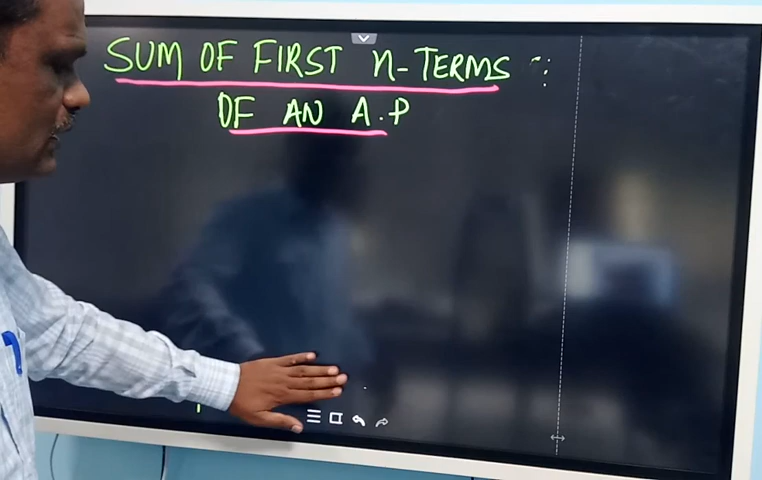 SUM OF FIRST n-TERMS :
OF AN A.P